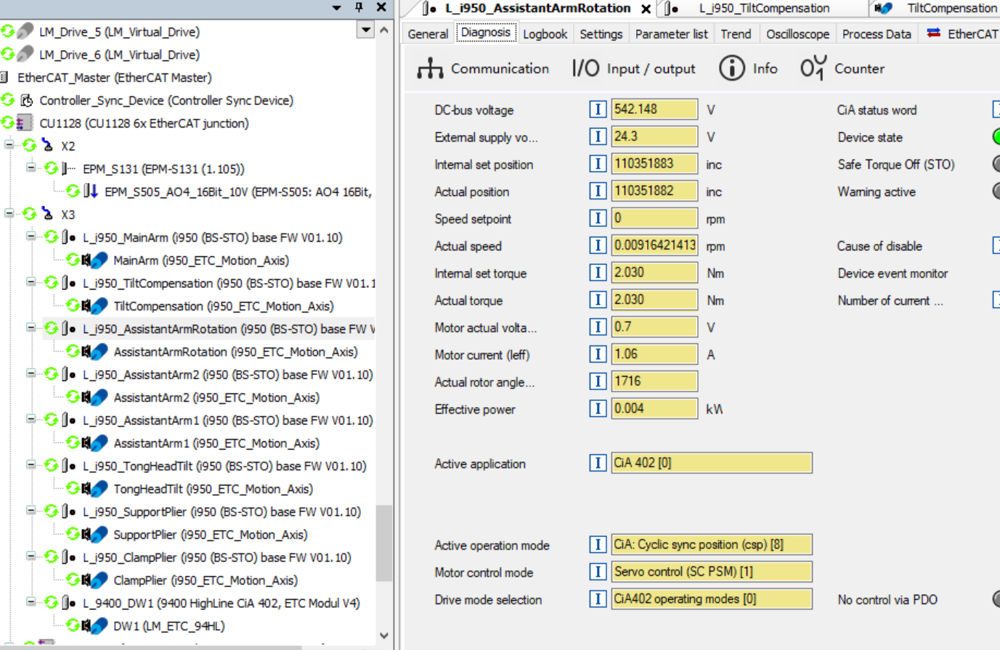 L_i950_AssistantArmRotation
L_i950_TiltCompensation
TiltCompensation
General
Diagnosis
Logbook
Settings
Parameter list
Trend
Oscilloscope
Process Data
EtherCAT
Communication
I/O Input / output
Info
Counter
LM_Drive_5 (LM_Virtual_Drive)
LM_Drive_6 (LM_Virtual_Drive)
EtherCAT_Master (EtherCAT Master)
Controller_Sync_Device (Controller Sync Device)
CU1128 (CU1128 6x EtherCAT junction)
X2
EPM_S131 (EPM-S131 (1.105))
EPM_S505_AO4_16Bit_10V (EPM-S505: AO4 16Bit,
X3
L_i950_MainArm (i950 (BS-STO) base FW V01.10)
MainArm (i950_ETC_Motion_Axis)
L_i950_TiltCompensation (i950 (BS-STO) base FW V01.1
TiltCompensation (i950_ETC_Motion_Axis)
L_i950_AssistantArmRotation (i950 (BS-STO) base FW V
AssistantArmRotation (i950_ETC_Motion_Axis)
L_i950_AssistantArm2 (i950 (BS-STO) base FW V01.10)
AssistantArm2 (i950_ETC_Motion_Axis)
L_i950_AssistantArm1 (i950 (BS-STO) base FW V01.10)
AssistantArm1 (i950_ETC_Motion_Axis)
L_i950_TongHeadTilt (i950 (BS-STO) base FW V01.10)
TongHeadTilt (i950_ETC_Motion_Axis)
L_i950_SupportPlier (i950 (BS-STO) base FW V01.10)
SupportPlier (i950_ETC_Motion_Axis)
L_i950_ClampPlier (i950 (BS-STO) base FW V01.10)
ClampPlier (i950_ETC_Motion_Axis)
L_9400_DW1 (9400 HighLine CiA 402, ETC Modul V4)
DW1 (LM_ETC_94HL)
DC-bus voltage I 542.148 V
External supply vo... I 24.3 V
Internal set position I 110351883 inc
Actual position I 110351882 inc
Speed setpoint I 0 rpm
Actual speed I 0.00916421413 rpm
Internal set torque I 2.030 Nm
Actual torque I 2.030 Nm
Motor actual volta... I 0.7 V
Motor current (Ieff) I 1.06 A
Actual rotor angle... I 1716
Effective power I 0.004 kW
Active application I CiA 402 [0]
Active operation mode I CiA: Cyclic sync position (csp) [8]
Motor control mode I Servo control (SC PSM) [1]
Drive mode selection I CiA402 operating modes [0]
CiA status word
Device state
Safe Torque Off (STO)
Warning active
Cause of disable
Device event monitor
Number of current ...
No control via PDO